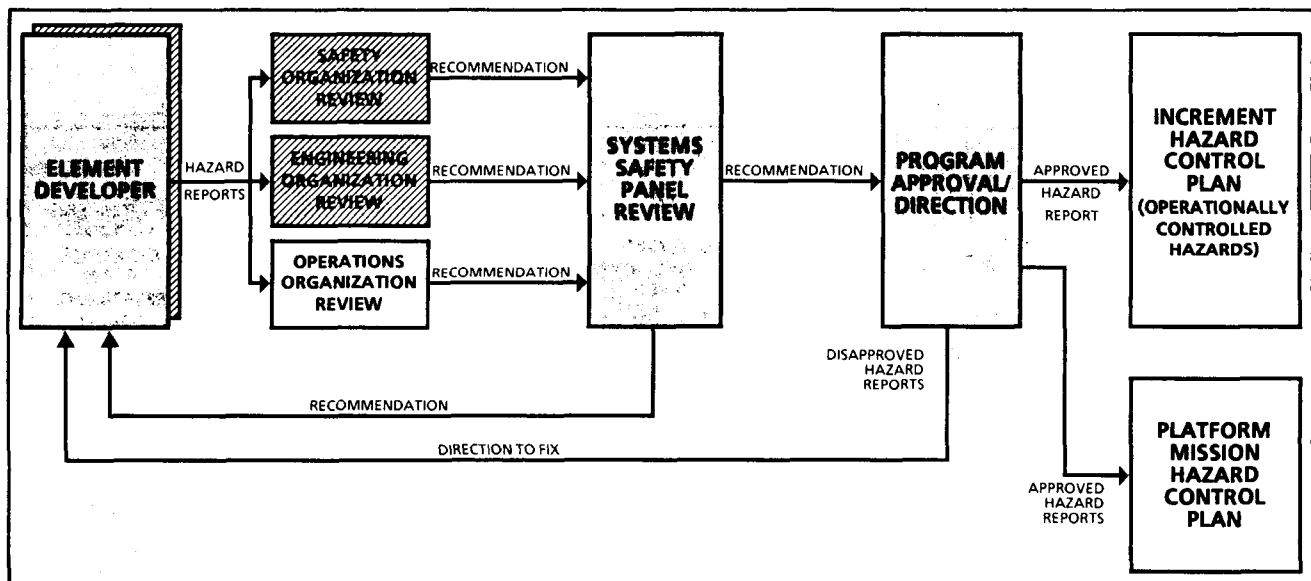 ELEMENT
DEVELOPER
HAZARD
REPORTS
SAFETY
ORGANIZATION
REVIEW
ENGINEERING
ORGANIZATION
REVIEW
OPERATIONS
ORGANIZATION
REVIEW
RECOMMENDATION
RECOMMENDATION
RECOMMENDATION
SYSTEMS
SAFETY
PANEL
REVIEW
RECOMMENDATION
PROGRAM
APPROVAL/
DIRECTION
APPROVED
HAZARD
REPORT
INCREMENT
HAZARD
CONTROL
PLAN
(OPERATIONALLY
CONTROLLED
HAZARDS)
DISAPPROVED
HAZARD
REPORTS
RECOMMENDATION
DIRECTION TO FIX
APPROVED
HAZARD
REPORTS
PLATFORM
MISSION
HAZARD
CONTROL
PLAN